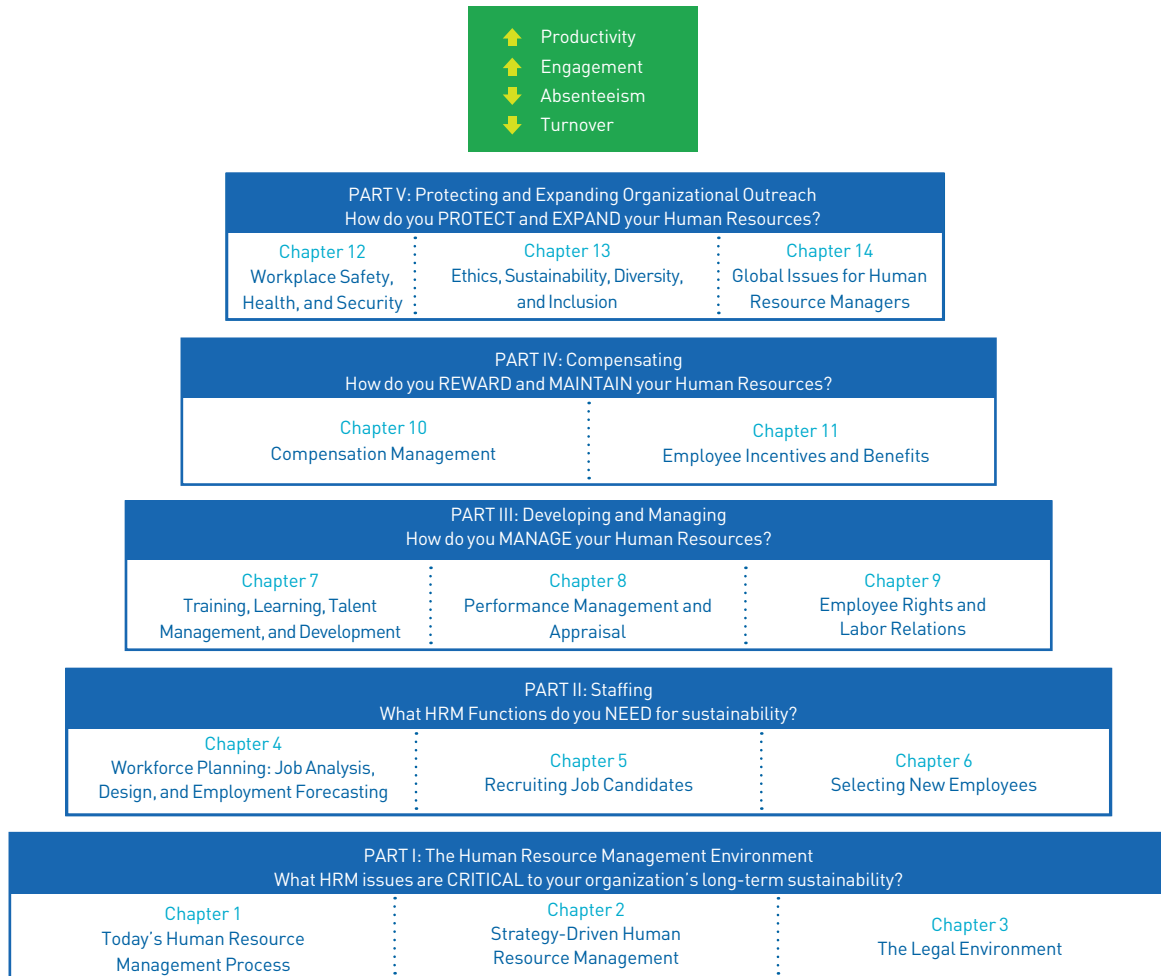 Productivity
Engagement
Absenteeism
Turnover
PART V: Protecting and Expanding Organizational Outreach
How do you PROTECT and EXPAND your Human Resources?
Chapter 12
Workplace Safety,
Health, and Security
Chapter 13
Ethics, Sustainability, Diversity,
and Inclusion
Chapter 14
Global Issues for Human
Resource Managers
PART IV: Compensating
How do you REWARD and MAINTAIN your Human Resources?
Chapter 10
Compensation Management
Chapter 11
Employee Incentives and Benefits
PART III: Developing and Managing
How do you MANAGE your Human Resources?
Chapter 7
Training, Learning, Talent
Management, and Development
Chapter 8
Performance Management and
Appraisal
Chapter 9
Employee Rights and
Labor Relations
PART II: Staffing
What HRM Functions do you NEED for sustainability?
Chapter 4
Workforce Planning: Job Analysis,
Design, and Employment Forecasting
Chapter 5
Recruiting Job Candidates
Chapter 6
Selecting New Employees
PART I: The Human Resource Management Environment
What HRM issues are CRITICAL to your organization's long-term sustainability?
Chapter 1
Today's Human Resource
Management Process
Chapter 2
Strategy-Driven Human
Resource Management
Chapter 3
The Legal Environment